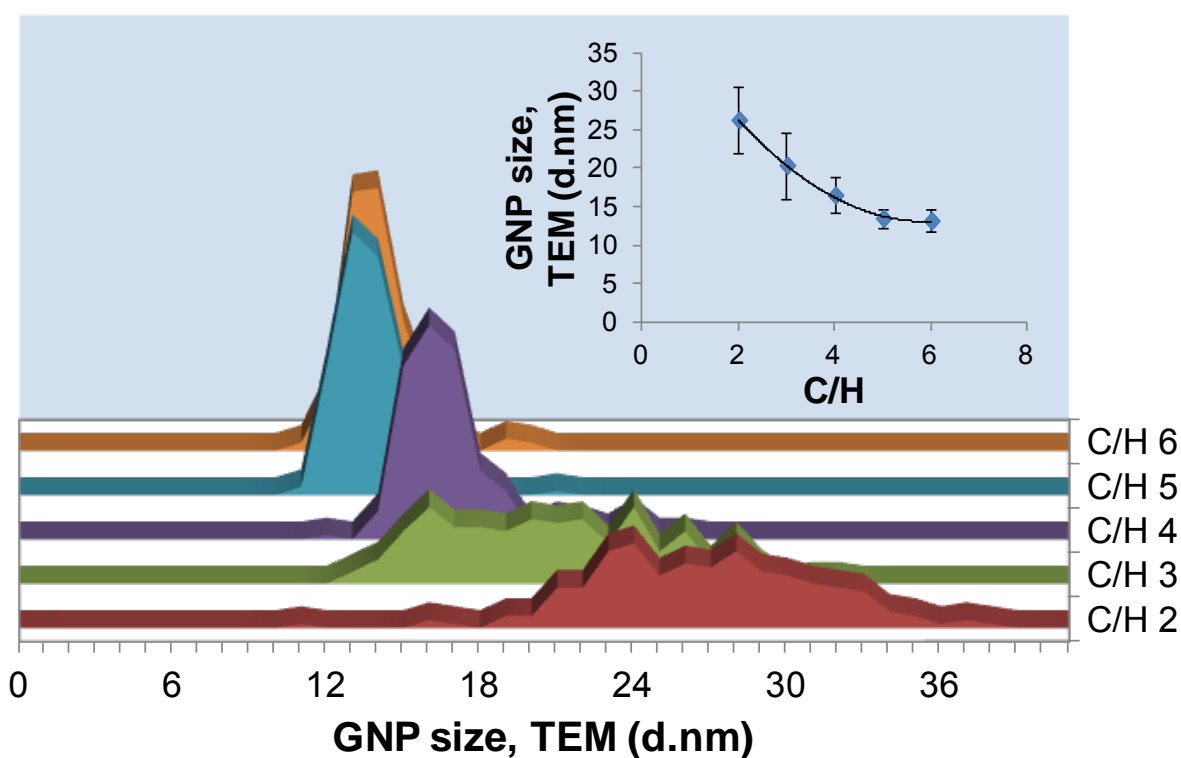 35
30
25
20
15
10
5
0
GNP size,
TEM (d.nm)
0 2 4 6 8
C/H
C/H 6
C/H 5
C/H 4
C/H 3
C/H 2
0 6 12 18 24 30 36
GNP size, TEM (d.nm)